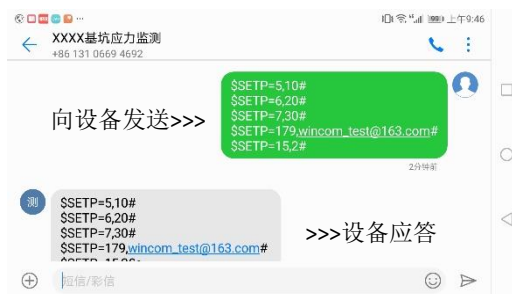 上午9:46
XXXX基坑应力监测
+86 131 0669 4692
$SETP=5,10#
$SETP=6,20#
$SETP=7,30#
$SETP=179,wincom_test@163.com#
$SETP=15,2#
向设备发送>>>
2分钟前
测
$SETP=5,10#
$SETP=6,20#
$SETP=7,30#
$SETP=179,wincom_test@163.com#
>>>设备应答
短信/彩信